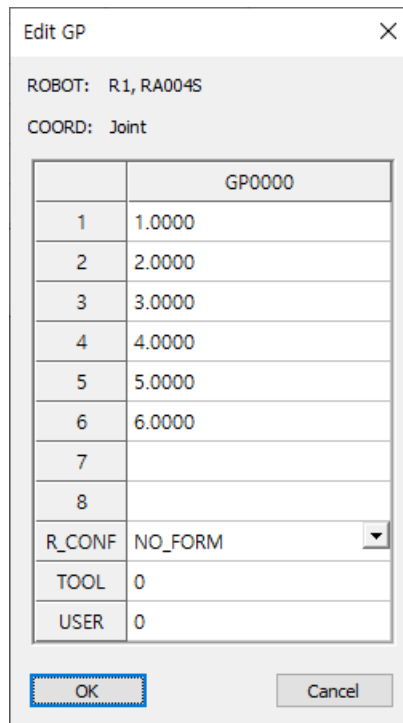 Edit GP
ROBOT: R1, RA004S
COORD: Joint
GP0000
1 1.0000
2 2.0000
3 3.0000
4 4.0000
5 5.0000
6 6.0000
7
8
R_CONF NO_FORM
TOOL 0
USER 0
OK Cancel